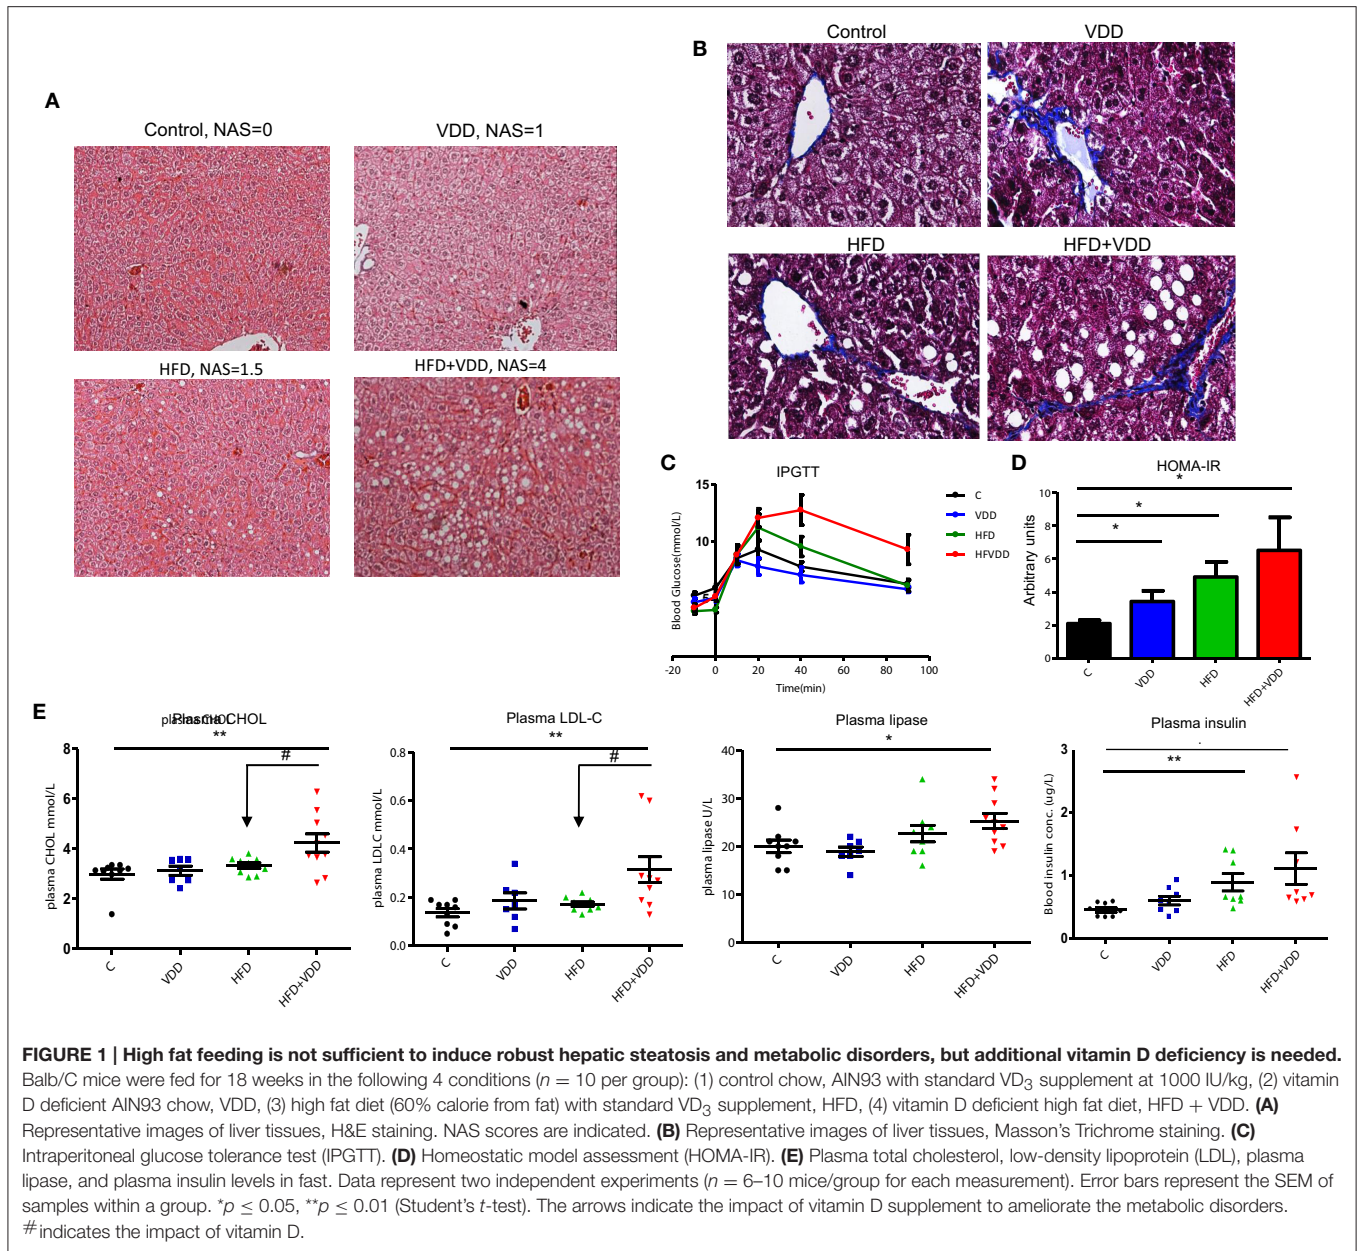 A
Control, NAS=0
VDD, NAS=1
HFD, NAS=1.5
HFD+VDD, NAS=4
B
Control
VDD
HFD
HFD+VDD
C
IPGTT
Blood Glucose(mmol/L)
15
10
5
-20 0 20 40 60 80 100
Time(min)
C
VDD
HFD
HFVDD
D
HOMA-IR
Arbitrary units
10
8
6
4
2
0
*
*
*
C VDD HFD HFD+VDD
E
Plasma CHOL
plasma CHOL mmol/L
8
6
4
2
0
**
#
C VDD HFD HFD+VDD
Plasma LDL-C
plasma LDLC mmol/L
0.8
0.6
0.4
0.2
0.0
**
#
C VDD HFD HFD+VDD
Plasma lipase
plasma lipase U/L
40
30
20
10
0
*
C VDD HFD HFD+VDD
Plasma insulin
Blood insulin conc. (ug/L)
3
2
1
0
**
C VDD HFD HFD+VDD
FIGURE 1 | High fat feeding is not sufficient to induce robust hepatic steatosis and metabolic disorders, but additional vitamin D deficiency is needed.
Balb/C mice were fed for 18 weeks in the following 4 conditions (n = 10 per group): (1) control chow, AIN93 with standard VD3 supplement at 1000 IU/kg, (2) vitamin
D deficient AIN93 chow, VDD, (3) high fat diet (60% calorie from fat) with standard VD3 supplement, HFD, (4) vitamin D deficient high fat diet, HFD + VDD. (A)
Representative images of liver tissues, H&E staining. NAS scores are indicated. (B) Representative images of liver tissues, Masson's Trichrome staining. (C)
Intraperitoneal glucose tolerance test (IPGTT). (D) Homeostatic model assessment (HOMA-IR). (E) Plasma total cholesterol, low-density lipoprotein (LDL), plasma
lipase, and plasma insulin levels in fast. Data represent two independent experiments (n = 6–10 mice/group for each measurement). Error bars represent the SEM of
samples within a group. *p ≤ 0.05, **p ≤ 0.01 (Student's t-test). The arrows indicate the impact of vitamin D supplement to ameliorate the metabolic disorders.
#indicates the impact of vitamin D.